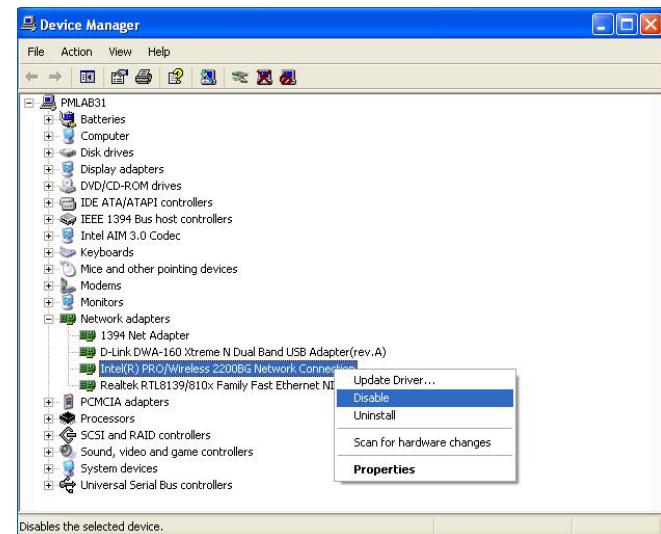 Device Manager
File Action View Help
PMLAB31
Batteries
Computer
Disk drives
Display adapters
DVD/CD-ROM drives
IDE ATA/ATAPI controllers
IEEE 1394 Bus host controllers
Intel AIM 3.0 Codec
Keyboards
Mice and other pointing devices
Modems
Monitors
Network adapters
1394 Net Adapter
D-Link DWA-160 Xtreme N Dual Band USB Adapter(rev.A)
Intel(R) PRO/Wireless 2200BG Network Connection
Realtek RTL8139/810x Family Fast Ethernet NI
Update Driver...
Disable
Uninstall
Scan for hardware changes
Properties
PCMCIA adapters
Processors
SCSI and RAID controllers
Sound, video and game controllers
System devices
Universal Serial Bus controllers
Disables the selected device.